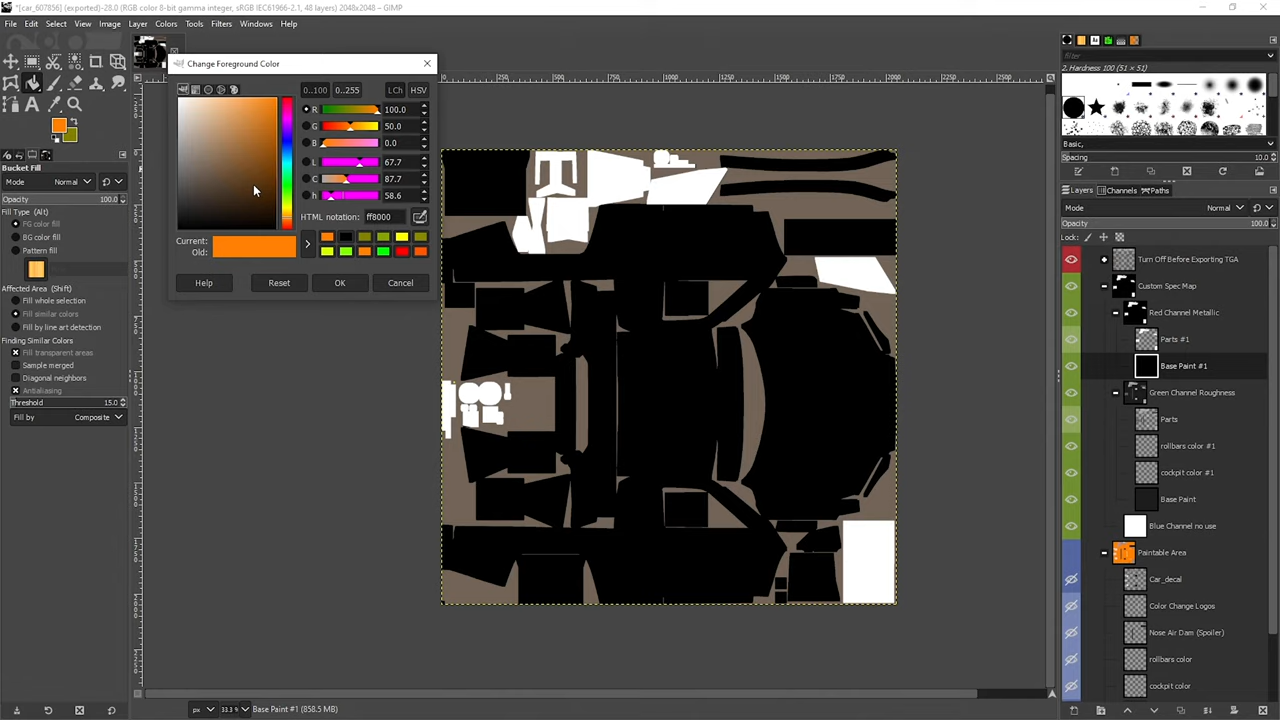 *[car_607856] (exported)-28.0 (RGB color 8-bit gamma integer, sRGB IEC61966-2.1, 48 layers) 2048x2048 – GIMP
File Edit Select View Image Layer Colors Tools Filters Windows Help
Change Foreground Color
0..100 0..255 LCh HSV
R 100.0
G 50.0
B 0.0
L 67.7
C 87.7
h 58.6
HTML notation: ff8000
Current:
Old:
Help Reset OK Cancel
Bucket Fill
Mode Normal
Opacity 100.0
Fill Type (Alt)
FG color fill
BG color fill
Pattern fill
Affected Area (Shift)
Fill whole selection
Fill similar colors
Fill by line art detection
Finding Similar Colors
Fill transparent areas
Sample merged
Diagonal neighbors
Antialiasing
Threshold 15.0
Fill by Composite
px 33.3 Base Paint #1 (858.5 MB)
filter
2. Hardness 100 (51 × 51)
Basic,
Spacing 10.0
Layers Channels Paths
Mode Normal
Opacity 100.0
Lock:
Turn Off Before Exporting TGA
Custom Spec Map
Red Channel Metallic
Parts #1
Base Paint #1
Green Channel Roughness
Parts
rollbars color #1
cockpit color #1
Base Paint
Blue Channel no use
Paintable Area
Car_decal
Color Change Logos
Nose Air Dam (Spoiler)
rollbars color
cockpit color